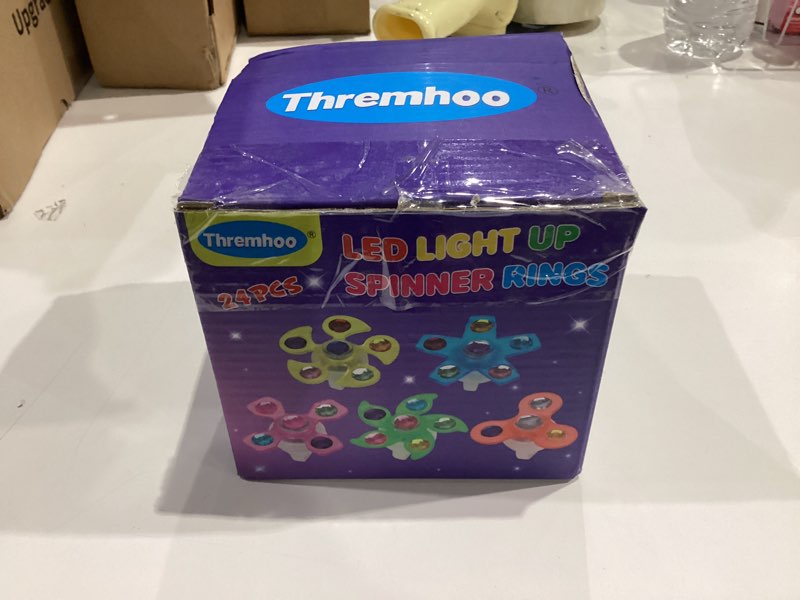 Thremhoo ®
Thremhoo ®
LED LIGHT UP
SPINNER RINGS
24PCS